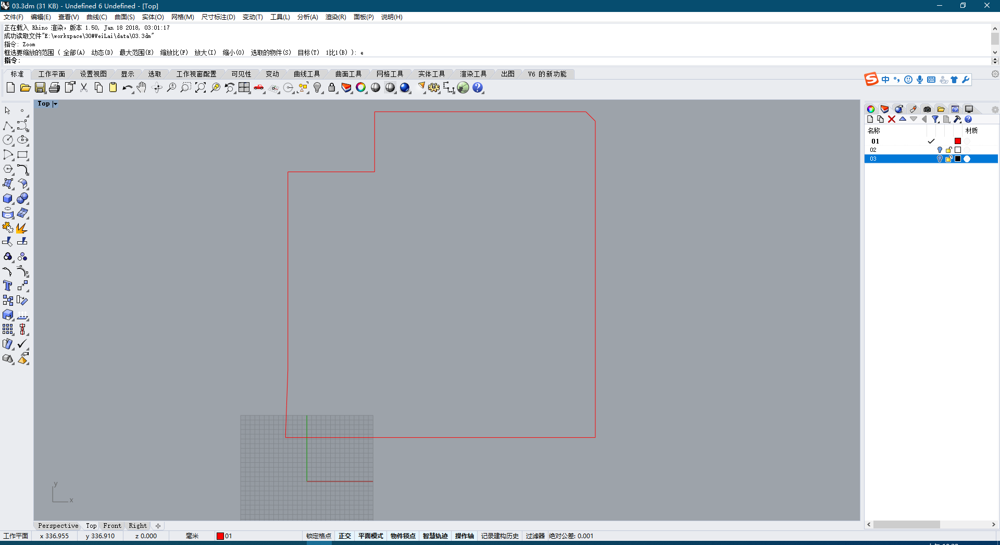 03.3dm (31 KB) - Undefined 6 Undefined - [Top]
文件(F) 编辑(E) 查看(V) 曲线(C) 曲面(S) 实体(O) 网格(M) 尺寸标注(D) 变动(T) 工具(L) 分析(A) 渲染(R) 面板(P) 说明(H)
正在载入 Rhino 渲染, 版本 1.50, Jan 18 2018, 03:01:17
成功读取文件"E:\workspace\30#WeiLai\data\03.3dm"
指令: Zoom
框选要缩放的范围 ( 全部(A) 动态(D) 最大范围(E) 缩放比(F) 放大(I) 缩小(O) 选取的物件(S) 目标(T) 1比1(B) ): e
指令:
标准 工作平面 设置视图 显示 选取 工作视窗配置 可见性 变动 曲线工具 曲面工具 网格工具 实体工具 渲染工具 出图 V6 的新功能
中
Top
名称 材质
01
02
03
y
x
Perspective Top Front Right
工作平面 x 336.955 y 336.910 z 0.000 毫米 01 锁定格点 正交 平面模式 物件锁点 智慧轨迹 操作轴 记录建构历史 过滤器 绝对公差: 0.001